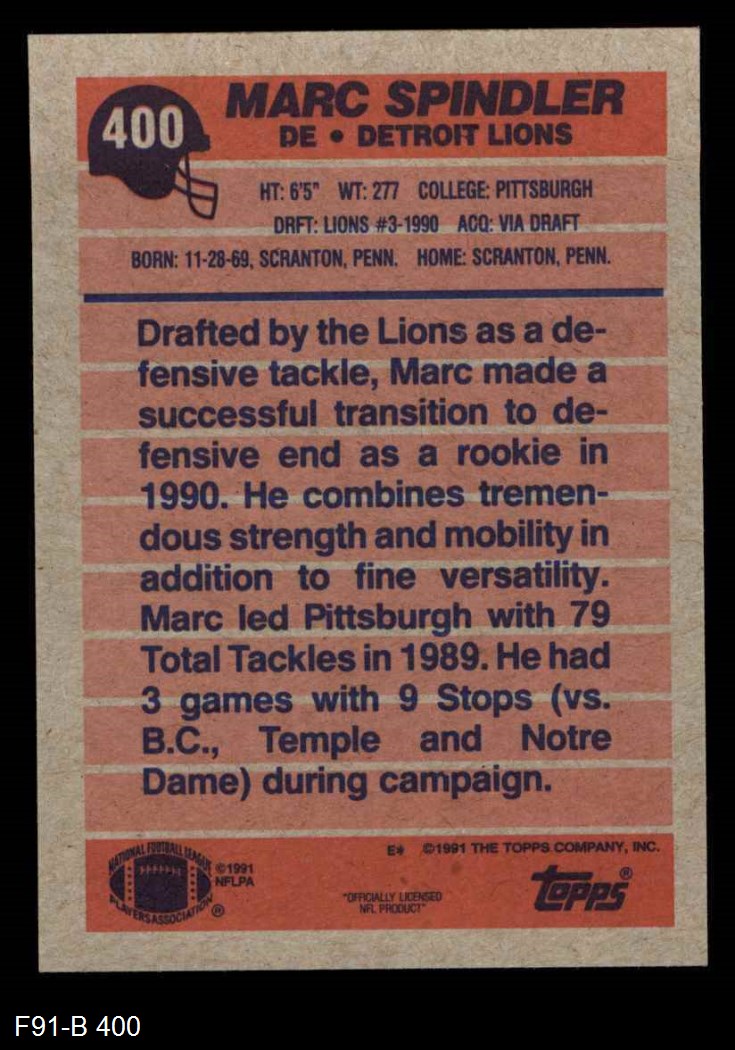 400
MARC SPINDLER
DE • DETROIT LIONS
HT: 6'5" WT: 277 COLLEGE: PITTSBURGH
DRFT: LIONS #3-1990 ACQ: VIA DRAFT
BORN: 11-28-69, SCRANTON, PENN. HOME: SCRANTON, PENN.
Drafted by the Lions as a de-
fensive tackle, Marc made a
successful transition to de-
fensive end as a rookie in
1990. He combines tremen-
dous strength and mobility in
addition to fine versatility.
Marc led Pittsburgh with 79
Total Tackles in 1989. He had
3 games with 9 Stops (vs.
B.C., Temple and Notre
Dame) during campaign.
E* ©1991 THE TOPPS COMPANY, INC.
NATIONAL FOOTBALL LEAGUE
PLAYERS ASSOCIATION ®
©1991
NFLPA
"OFFICIALLY LICENSED
NFL PRODUCT"
TOPPS®
F91-B 400